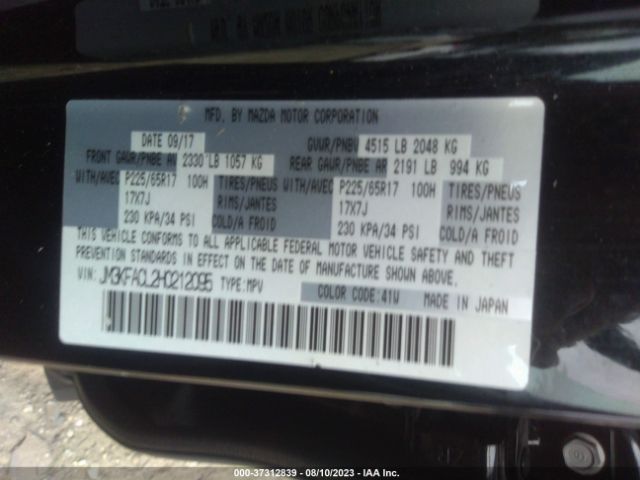 MFD. BY MAZDA MOTOR CORPORATION
DATE 09/17 GVWR/PNBV 4515 LB 2048 KG
FRONT GAWR/PNBE AV 2330 LB 1057 KG REAR GAWR/PNBE AR 2191 LB 994 KG
WITH/AVEC P225/65R17 100H TIRES/PNEUS WITH/AVEC P225/65R17 100H TIRES/PNEUS
17X7J RIMS/JANTES 17X7J RIMS/JANTES
230 KPA/34 PSI COLD/A FROID 230 KPA/34 PSI COLD/A FROID
THIS VEHICLE CONFORMS TO ALL APPLICABLE FEDERAL MOTOR VEHICLE SAFETY AND THEFT
PREVENTION STANDARDS IN EFFECT ON THE DATE OF MANUFACTURE SHOWN ABOVE.
VIN: JM3KFACL2H0212095 TYPE: MPV COLOR CODE: 41W MADE IN JAPAN
000-37312839 - 08/10/2023 - IAA Inc.